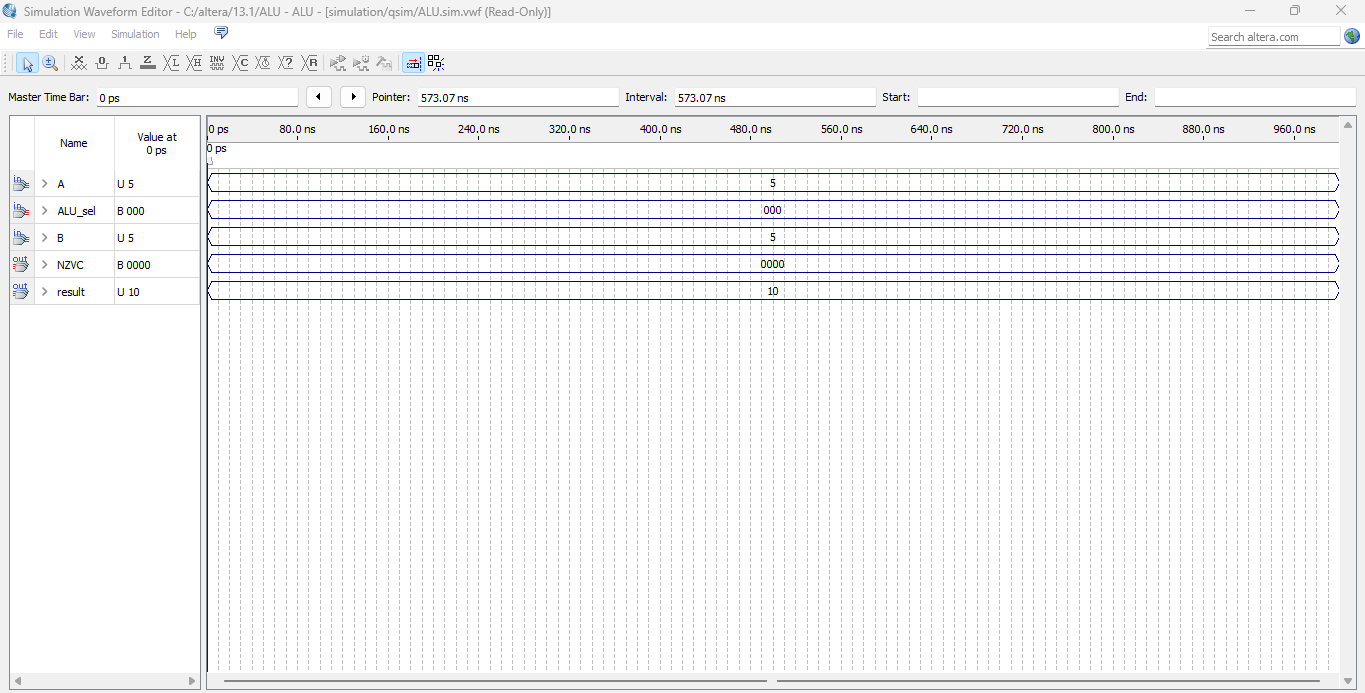 Simulation Waveform Editor - C:/altera/13.1/ALU - ALU - [simulation/qsim/ALU.sim.vwf (Read-Only)]
File Edit View Simulation Help
Search altera.com
0 1 Z L H INV C ? R
Master Time Bar: 0 ps Pointer: 573.07 ns Interval: 573.07 ns Start: End:
Name Value at
0 ps
0 ps 80.0 ns 160.0 ns 240.0 ns 320.0 ns 400.0 ns 480.0 ns 560.0 ns 640.0 ns 720.0 ns 800.0 ns 880.0 ns 960.0 ns
0 ps
in A U 5 5
in ALU_sel B 000 000
in B U 5 5
out NZVC B 0000 0000
out result U 10 10